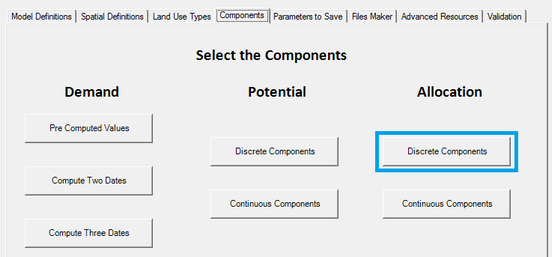 Model Definitions Spatial Definitions Land Use Types Components Parameters to Save Files Maker Advanced Resources Validation
Select the Components
Demand Potential Allocation
Pre Computed Values
Discrete Components Discrete Components
Compute Two Dates
Continuous Components Continuous Components
Compute Three Dates